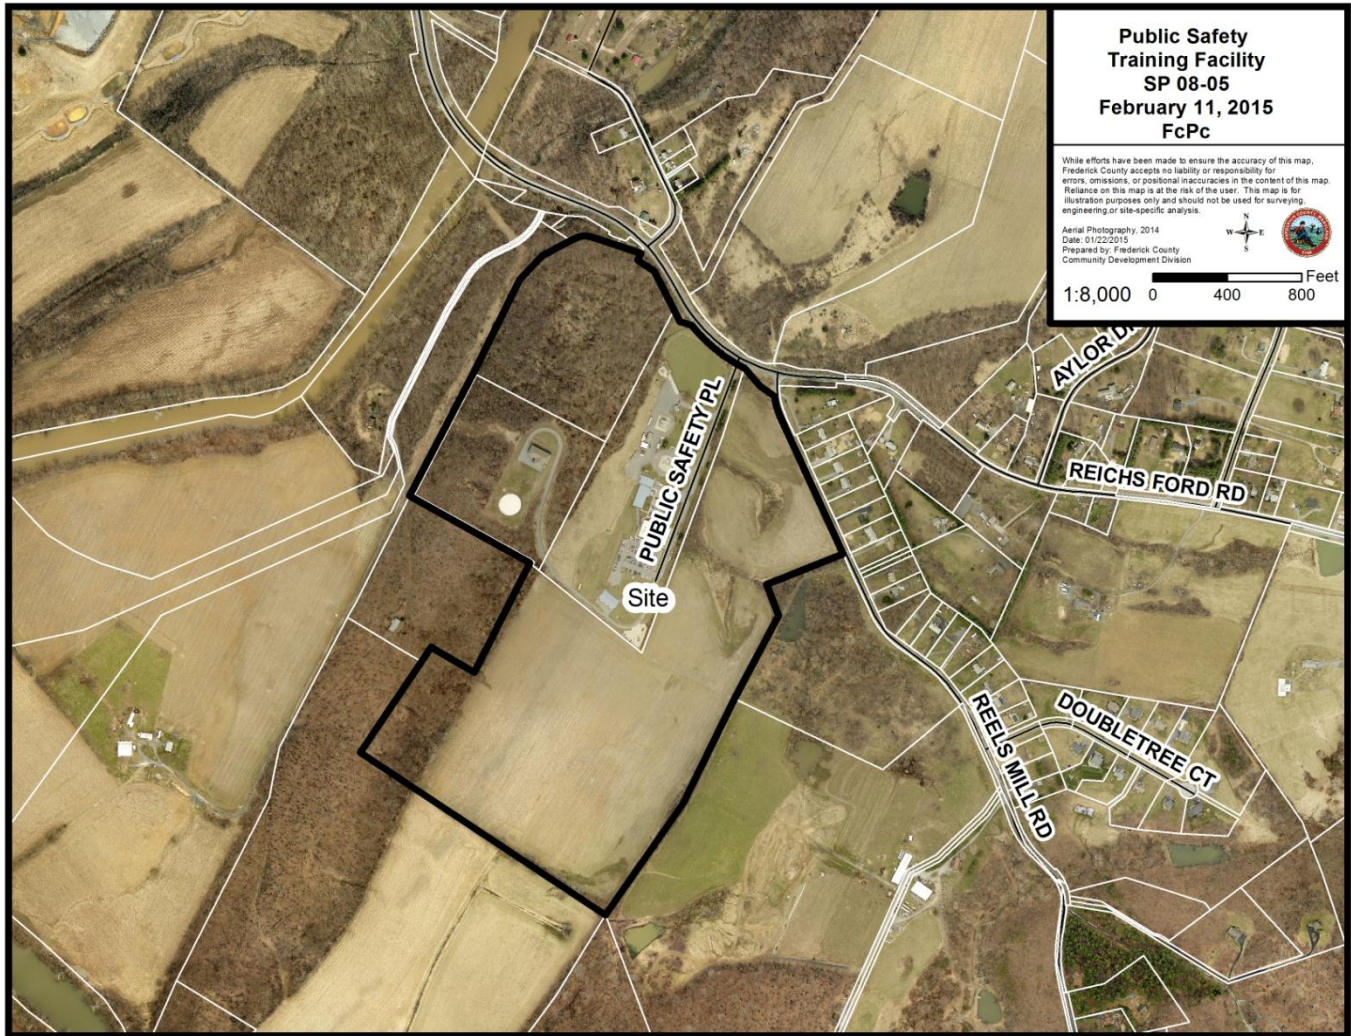 Public Safety
Training Facility
SP 08-05
February 11, 2015
FcPc
While efforts have been made to ensure the accuracy of this map,
Frederick County accepts no liability or responsibility for
errors, omissions, or positional inaccuracies in the content of this map.
Reliance on this map is at the risk of the user. This map is for
illustration purposes only and should not be used for surveying,
engineering, or site-specific analysis.
Aerial Photography, 2014
Date: 01/22/2015
Prepared by: Frederick County
Community Development Division
N
W E
S
Feet
1:8,000 0 400 800
AYLOR
REICHS FORD RD
PUBLIC SAFETY PL
Site
REELS MILL RD
DOUBLETREE CT